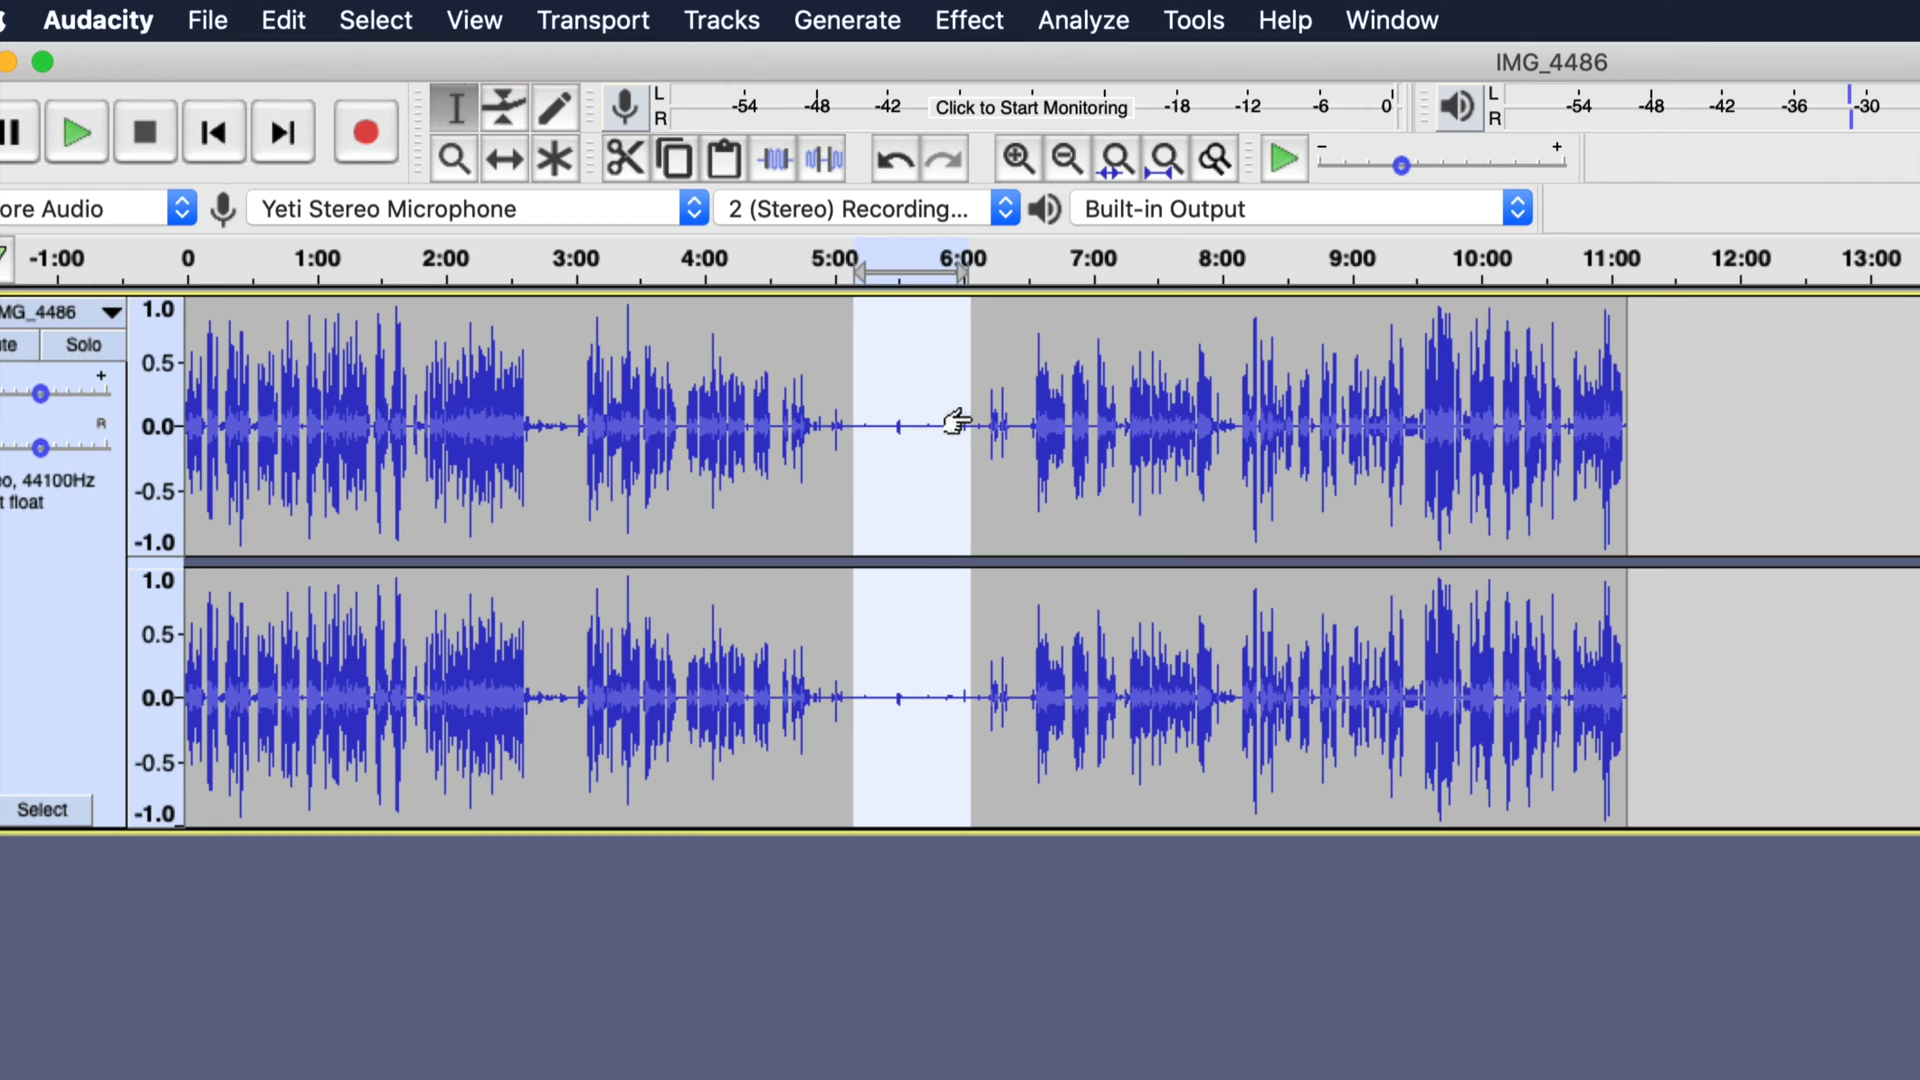 Audacity File Edit Select View Transport Tracks Generate Effect Analyze Tools Help Window
IMG_4486
L -54 -48 -42 Click to Start Monitoring -18 -12 -6 0 L -54 -48 -42 -36 -30
R R
- +
ore Audio Yeti Stereo Microphone 2 (Stereo) Recording... Built-in Output
-1:00 0 1:00 2:00 3:00 4:00 5:00 6:00 7:00 8:00 9:00 10:00 11:00 12:00 13:00
MG_4486 1.0
te Solo
0.5
+
R 0.0
o, 44100Hz -0.5
t float
-1.0
1.0
0.5
0.0
-0.5
Select -1.0